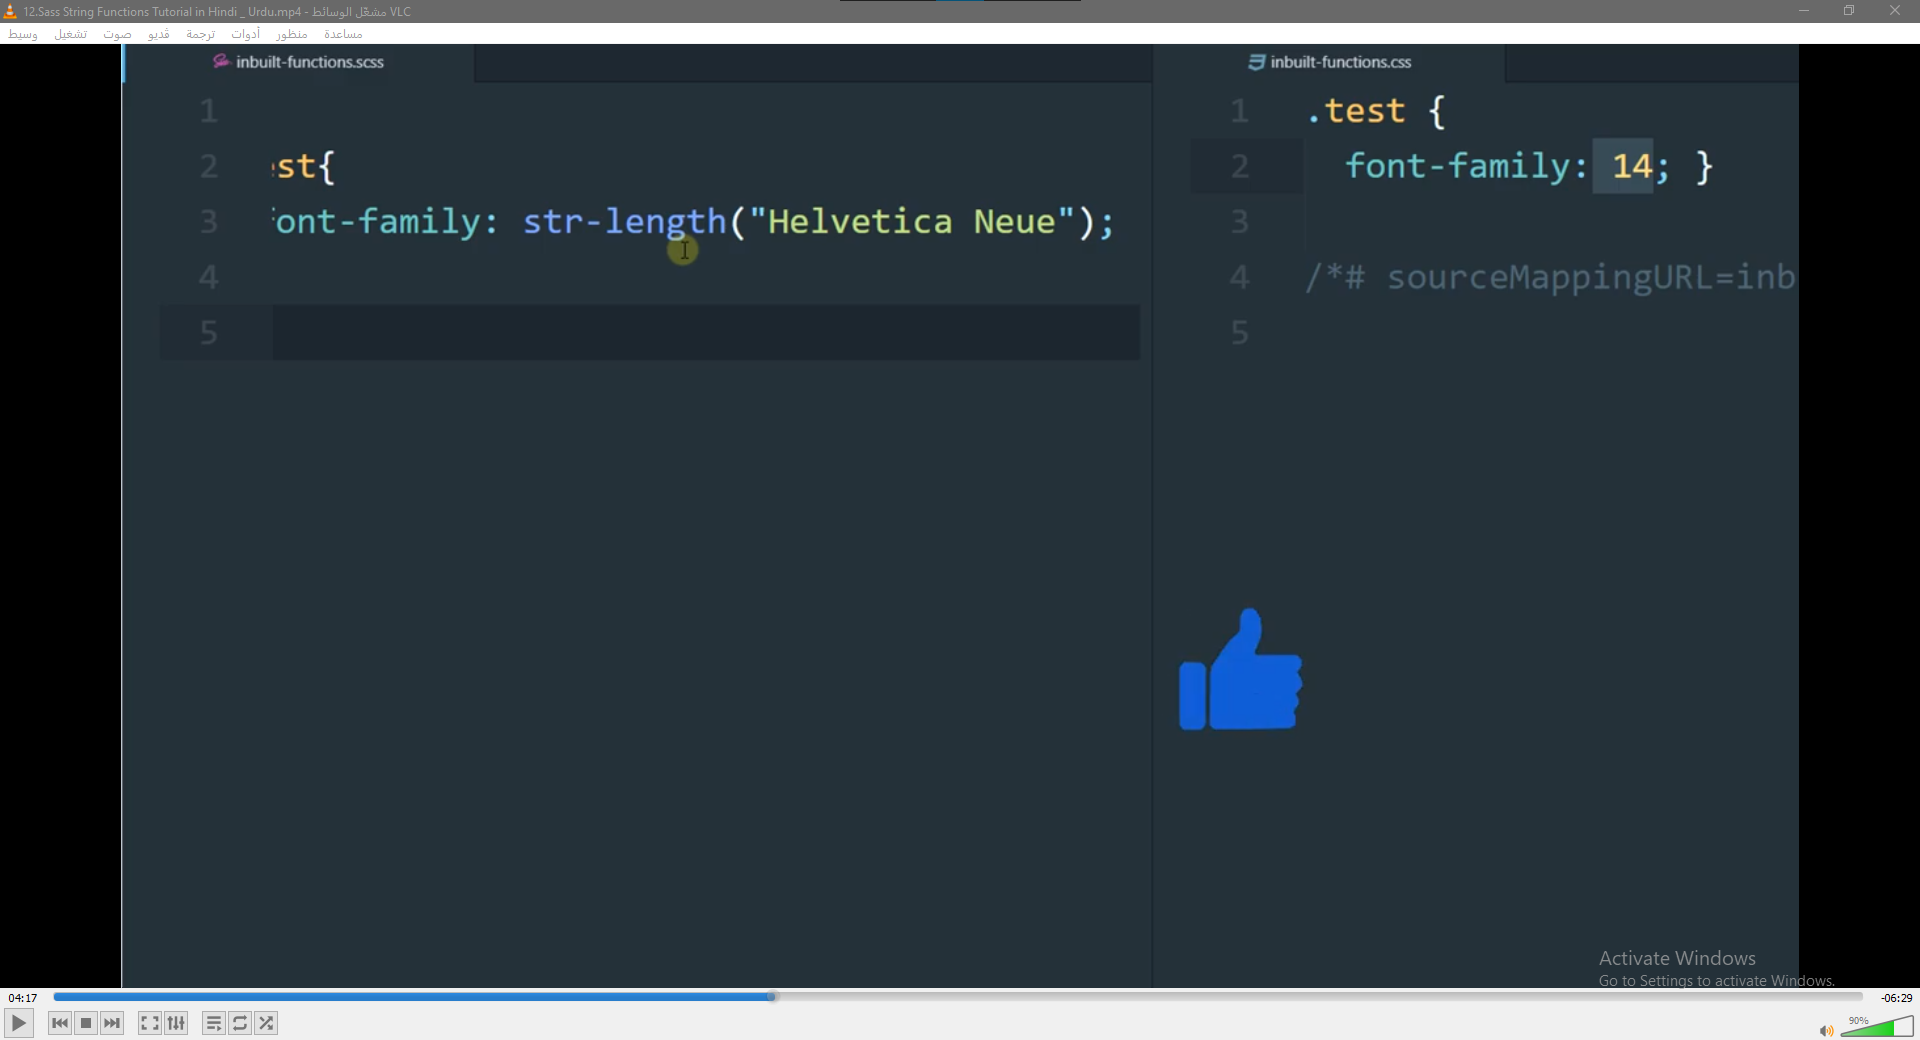 12.Sass String Functions Tutorial in Hindi _ Urdu.mp4 - مشغّل الوسائط VLC
وسيط تشغيل صوت ڤديو ترجمة أدوات منظور مساعدة
inbuilt-functions.scss
1
2 st{
3 ont-family: str-length("Helvetica Neue");
4
5
inbuilt-functions.css
1 .test {
2 font-family: 14; }
3
4 /*# sourceMappingURL=inb
5
Activate Windows
Go to Settings to activate Windows.
04:17
-06:29
90%